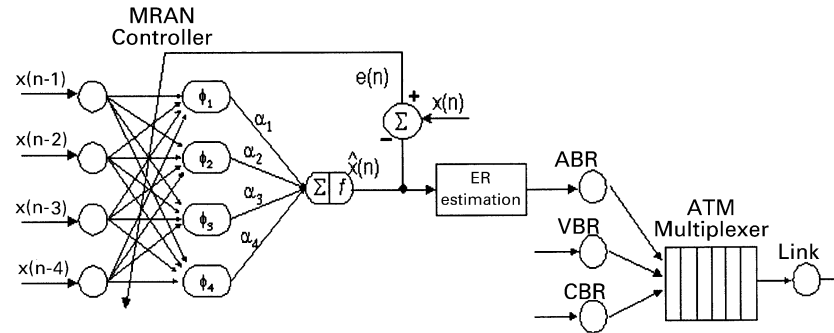 MRAN
Controller
x(n-1)
x(n-2)
x(n-3)
x(n-4)
ϕ₁
ϕ₂
ϕ₃
ϕ₄
α₁
α₂
α₃
α₄
e(n)
+
Σ
−
x(n)
Σ f
x̂(n)
ER
estimation
ABR
VBR
CBR
ATM
Multiplexer
Link